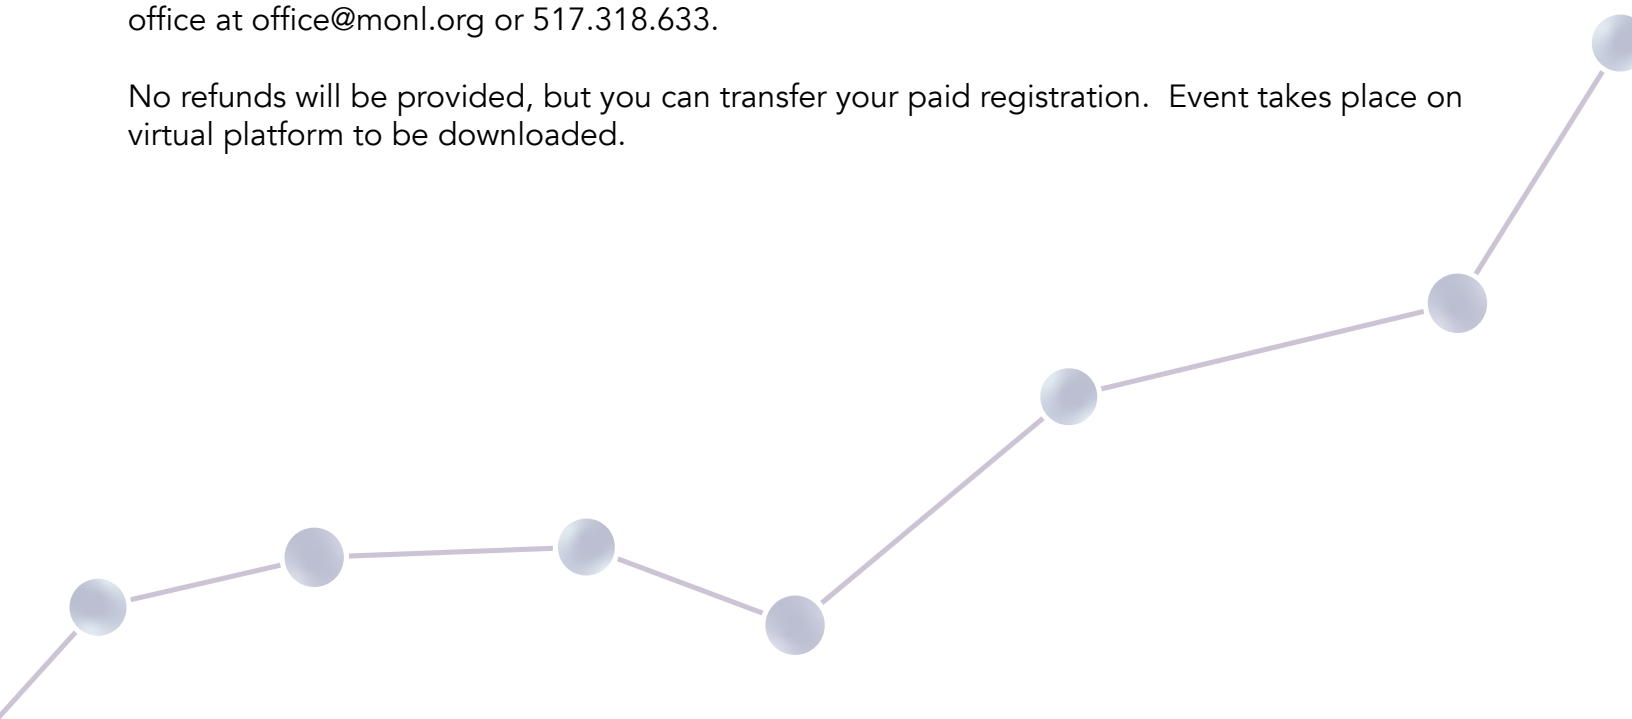 office at office@monl.org or 517.318.633.
No refunds will be provided, but you can transfer your paid registration.  Event takes place on
virtual platform to be downloaded.